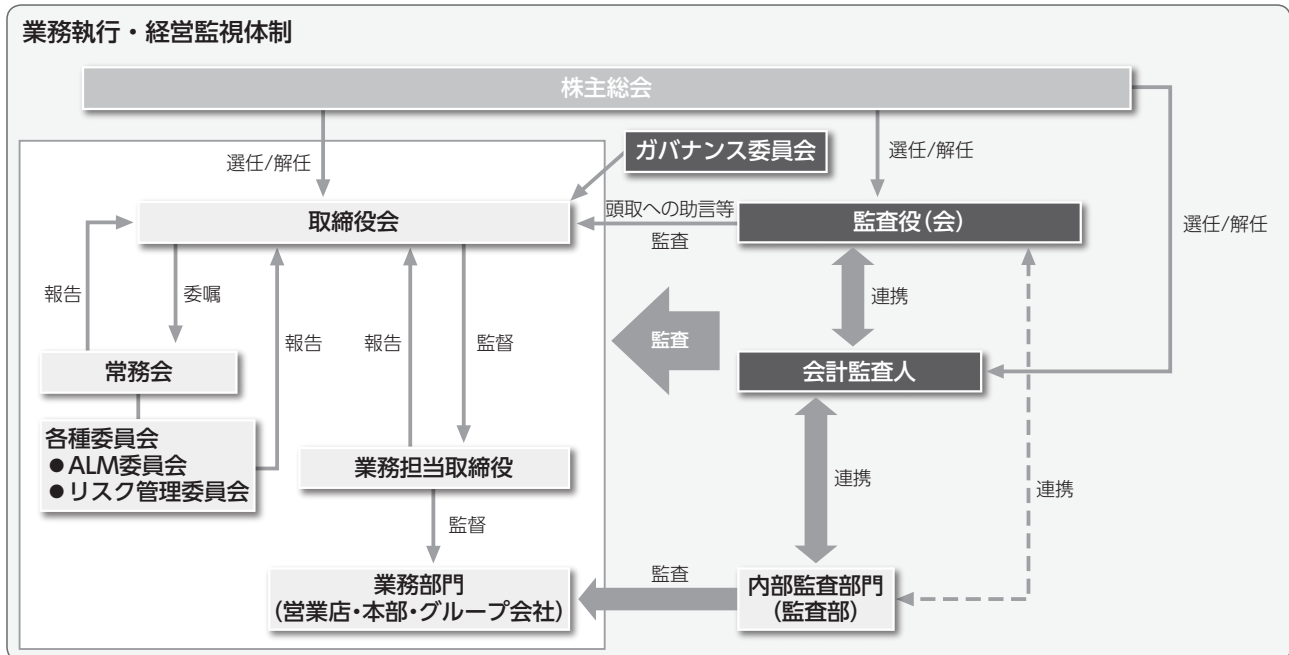 業務執行・経営監視体制
株主総会
選任/解任
ガバナンス委員会
選任/解任
取締役会
頭取への助言等
監査
監査役(会)
選任/解任
報告
委嘱
報告
報告
監督
監査
連携
常務会
会計監査人
各種委員会
●ALM委員会
●リスク管理委員会
業務担当取締役
連携
連携
監督
業務部門
(営業店・本部・グループ会社)
監査
内部監査部門
(監査部)